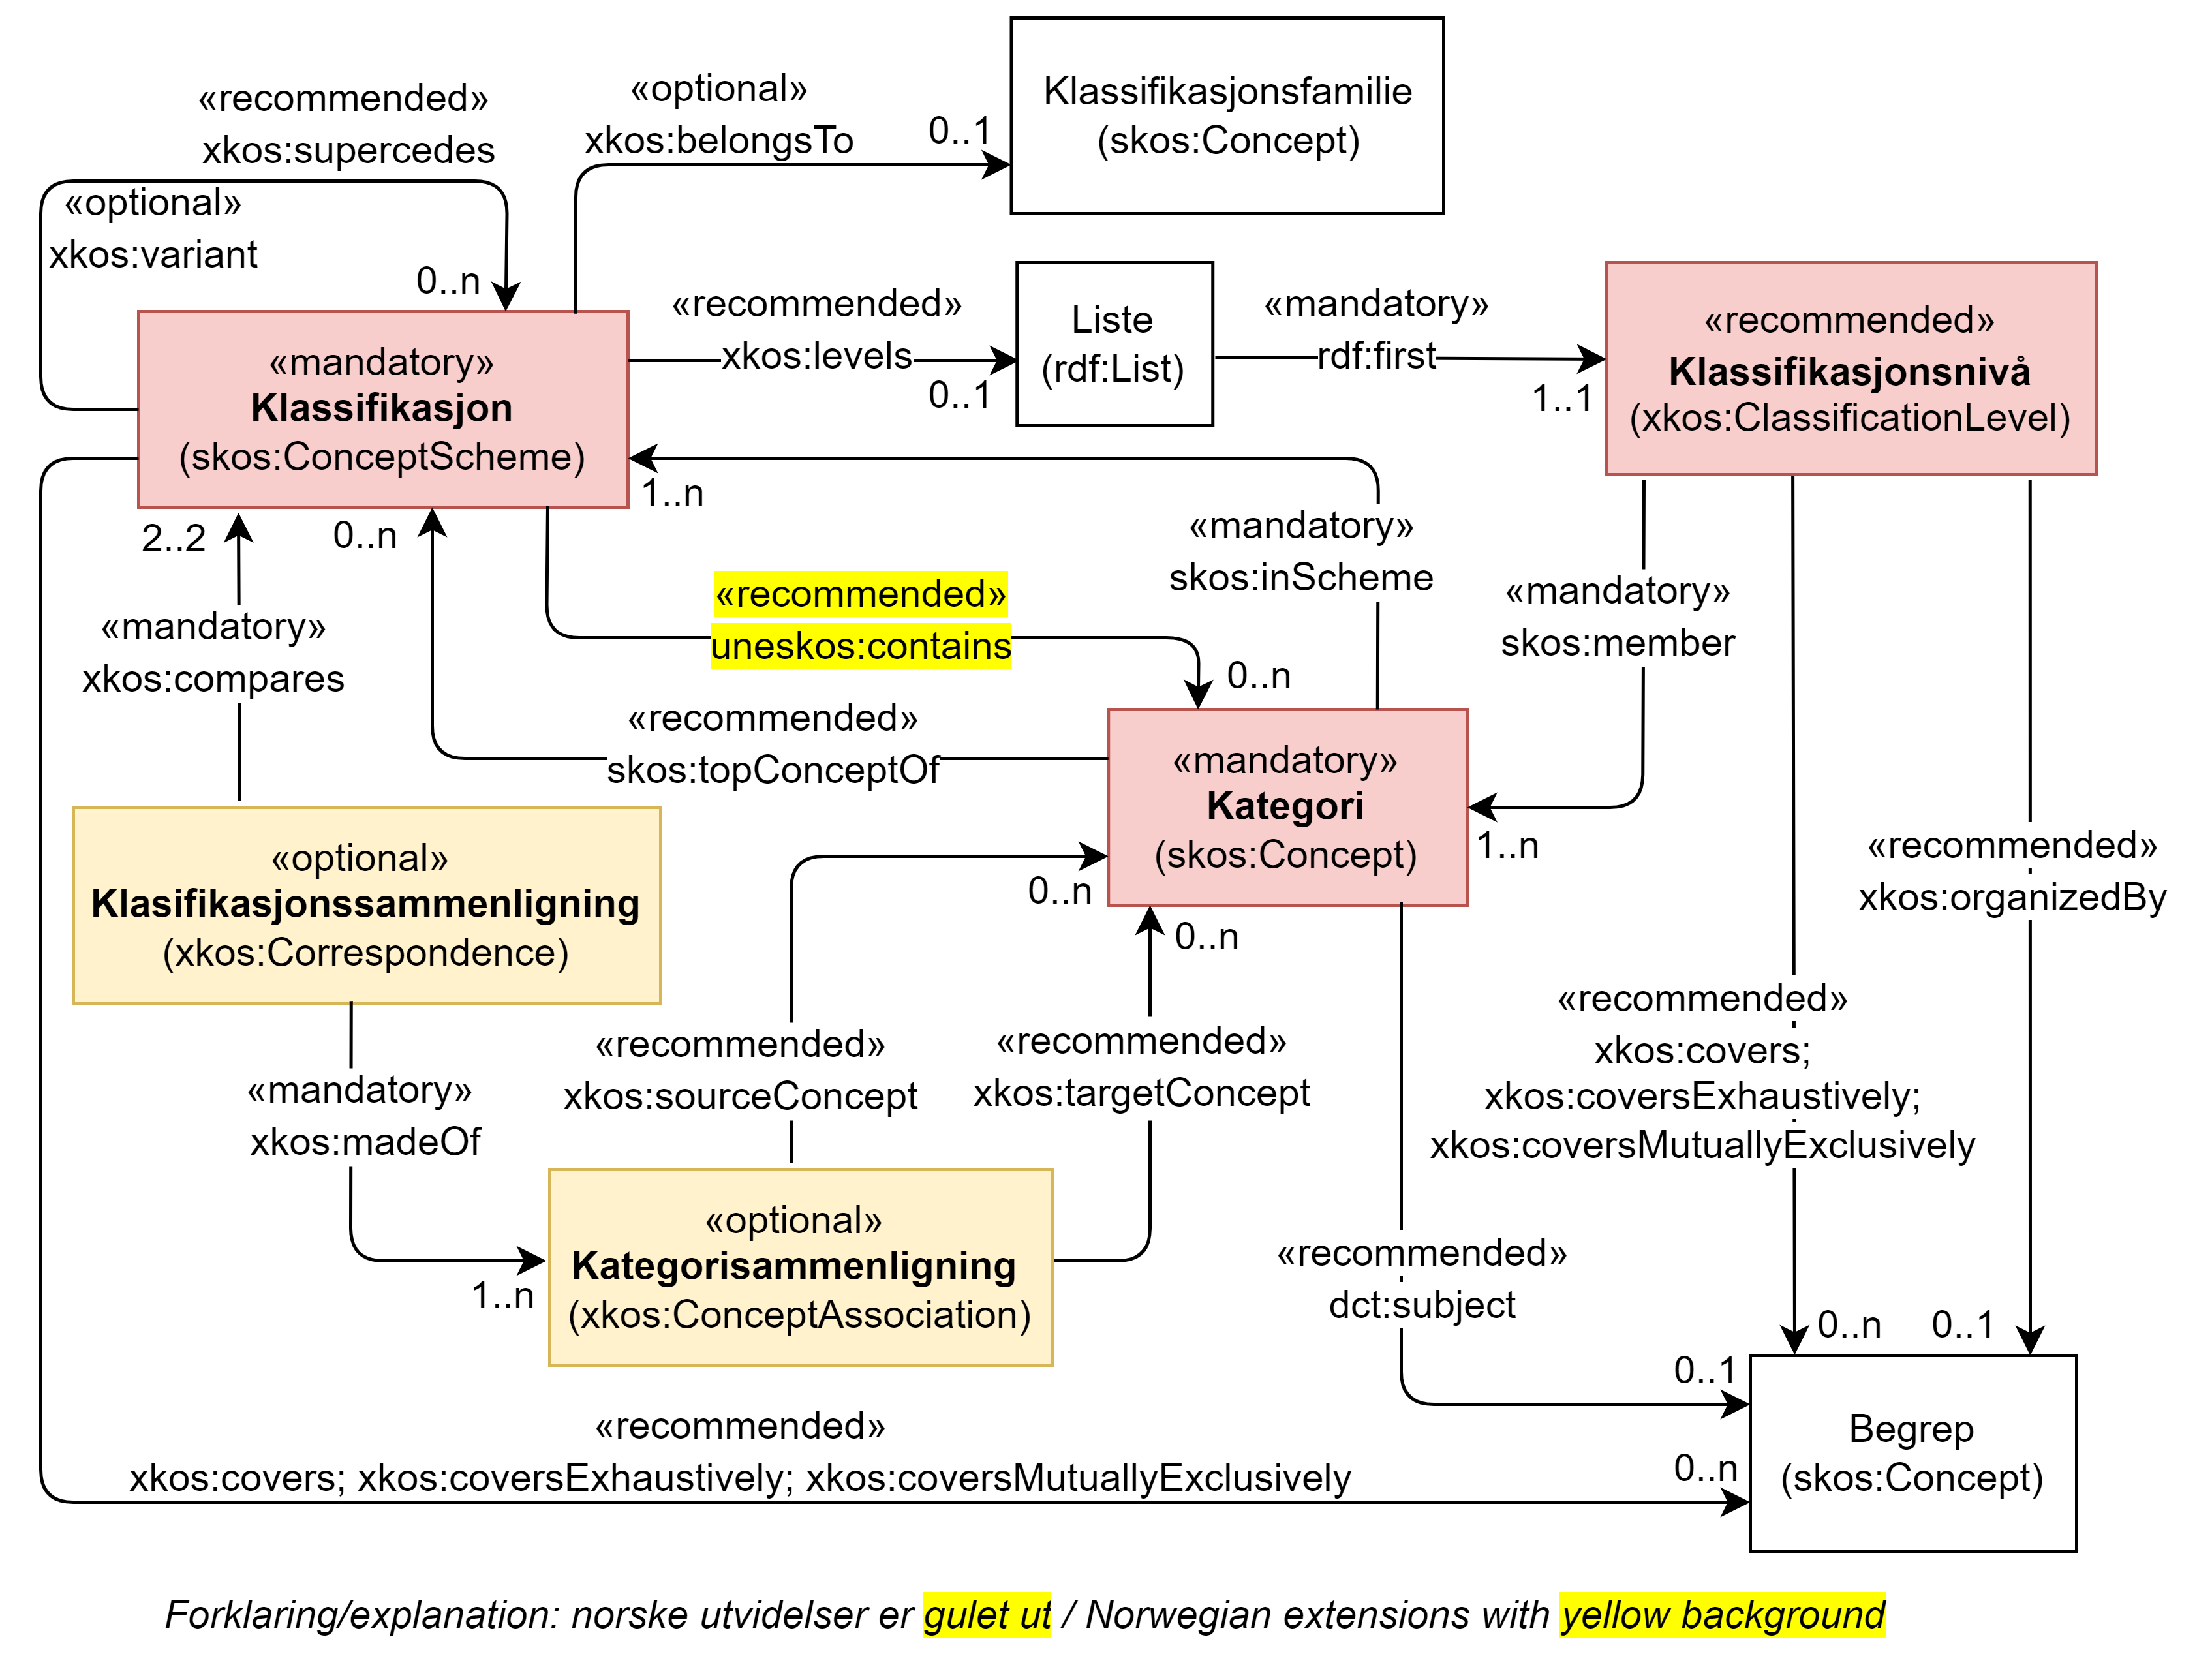 «recommended»
xkos:supercedes
«optional»
xkos:variant
0..n
«optional»
xkos:belongsTo
0..1
Klassifikasjonsfamilie
(skos:Concept)
«mandatory»
Klassifikasjon
(skos:ConceptScheme)
«recommended»
xkos:levels
0..1
Liste
(rdf:List)
«mandatory»
rdf:first
1..1
«recommended»
Klassifikasjonsnivå
(xkos:ClassificationLevel)
1..n
«mandatory»
skos:inScheme
2..2
0..n
«mandatory»
xkos:compares
«recommended»
uneskos:contains
0..n
«mandatory»
skos:member
«recommended»
skos:topConceptOf
«mandatory»
Kategori
(skos:Concept)
1..n
«recommended»
xkos:organizedBy
«optional»
Klasifikasjonssammenligning
(xkos:Correspondence)
0..n
0..n
«recommended»
xkos:sourceConcept
«recommended»
xkos:targetConcept
«recommended»
xkos:covers;
xkos:coversExhaustively;
xkos:coversMutuallyExclusively
«mandatory»
xkos:madeOf
1..n
«optional»
Kategorisammenligning
(xkos:ConceptAssociation)
«recommended»
dct:subject
0..n
0..1
0..1
«recommended»
xkos:covers; xkos:coversExhaustively; xkos:coversMutuallyExclusively
0..n
Begrep
(skos:Concept)
Forklaring/explanation: norske utvidelser er gulet ut / Norwegian extensions with yellow background